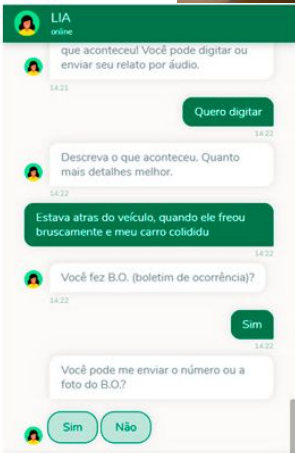 LIA
online
que aconteceu! Você pode digitar ou
enviar seu relato por áudio.
14:21
Quero digitar
14:22
Descreva o que aconteceu. Quanto
mais detalhes melhor.
14:22
Estava atras do veículo, quando ele freou
bruscamente e meu carro colididu
14:22
Você fez B.O. (boletim de ocorrência)?
14:22
Sim
14:22
Você pode me enviar o número ou a
foto do B.O.?
Sim Não